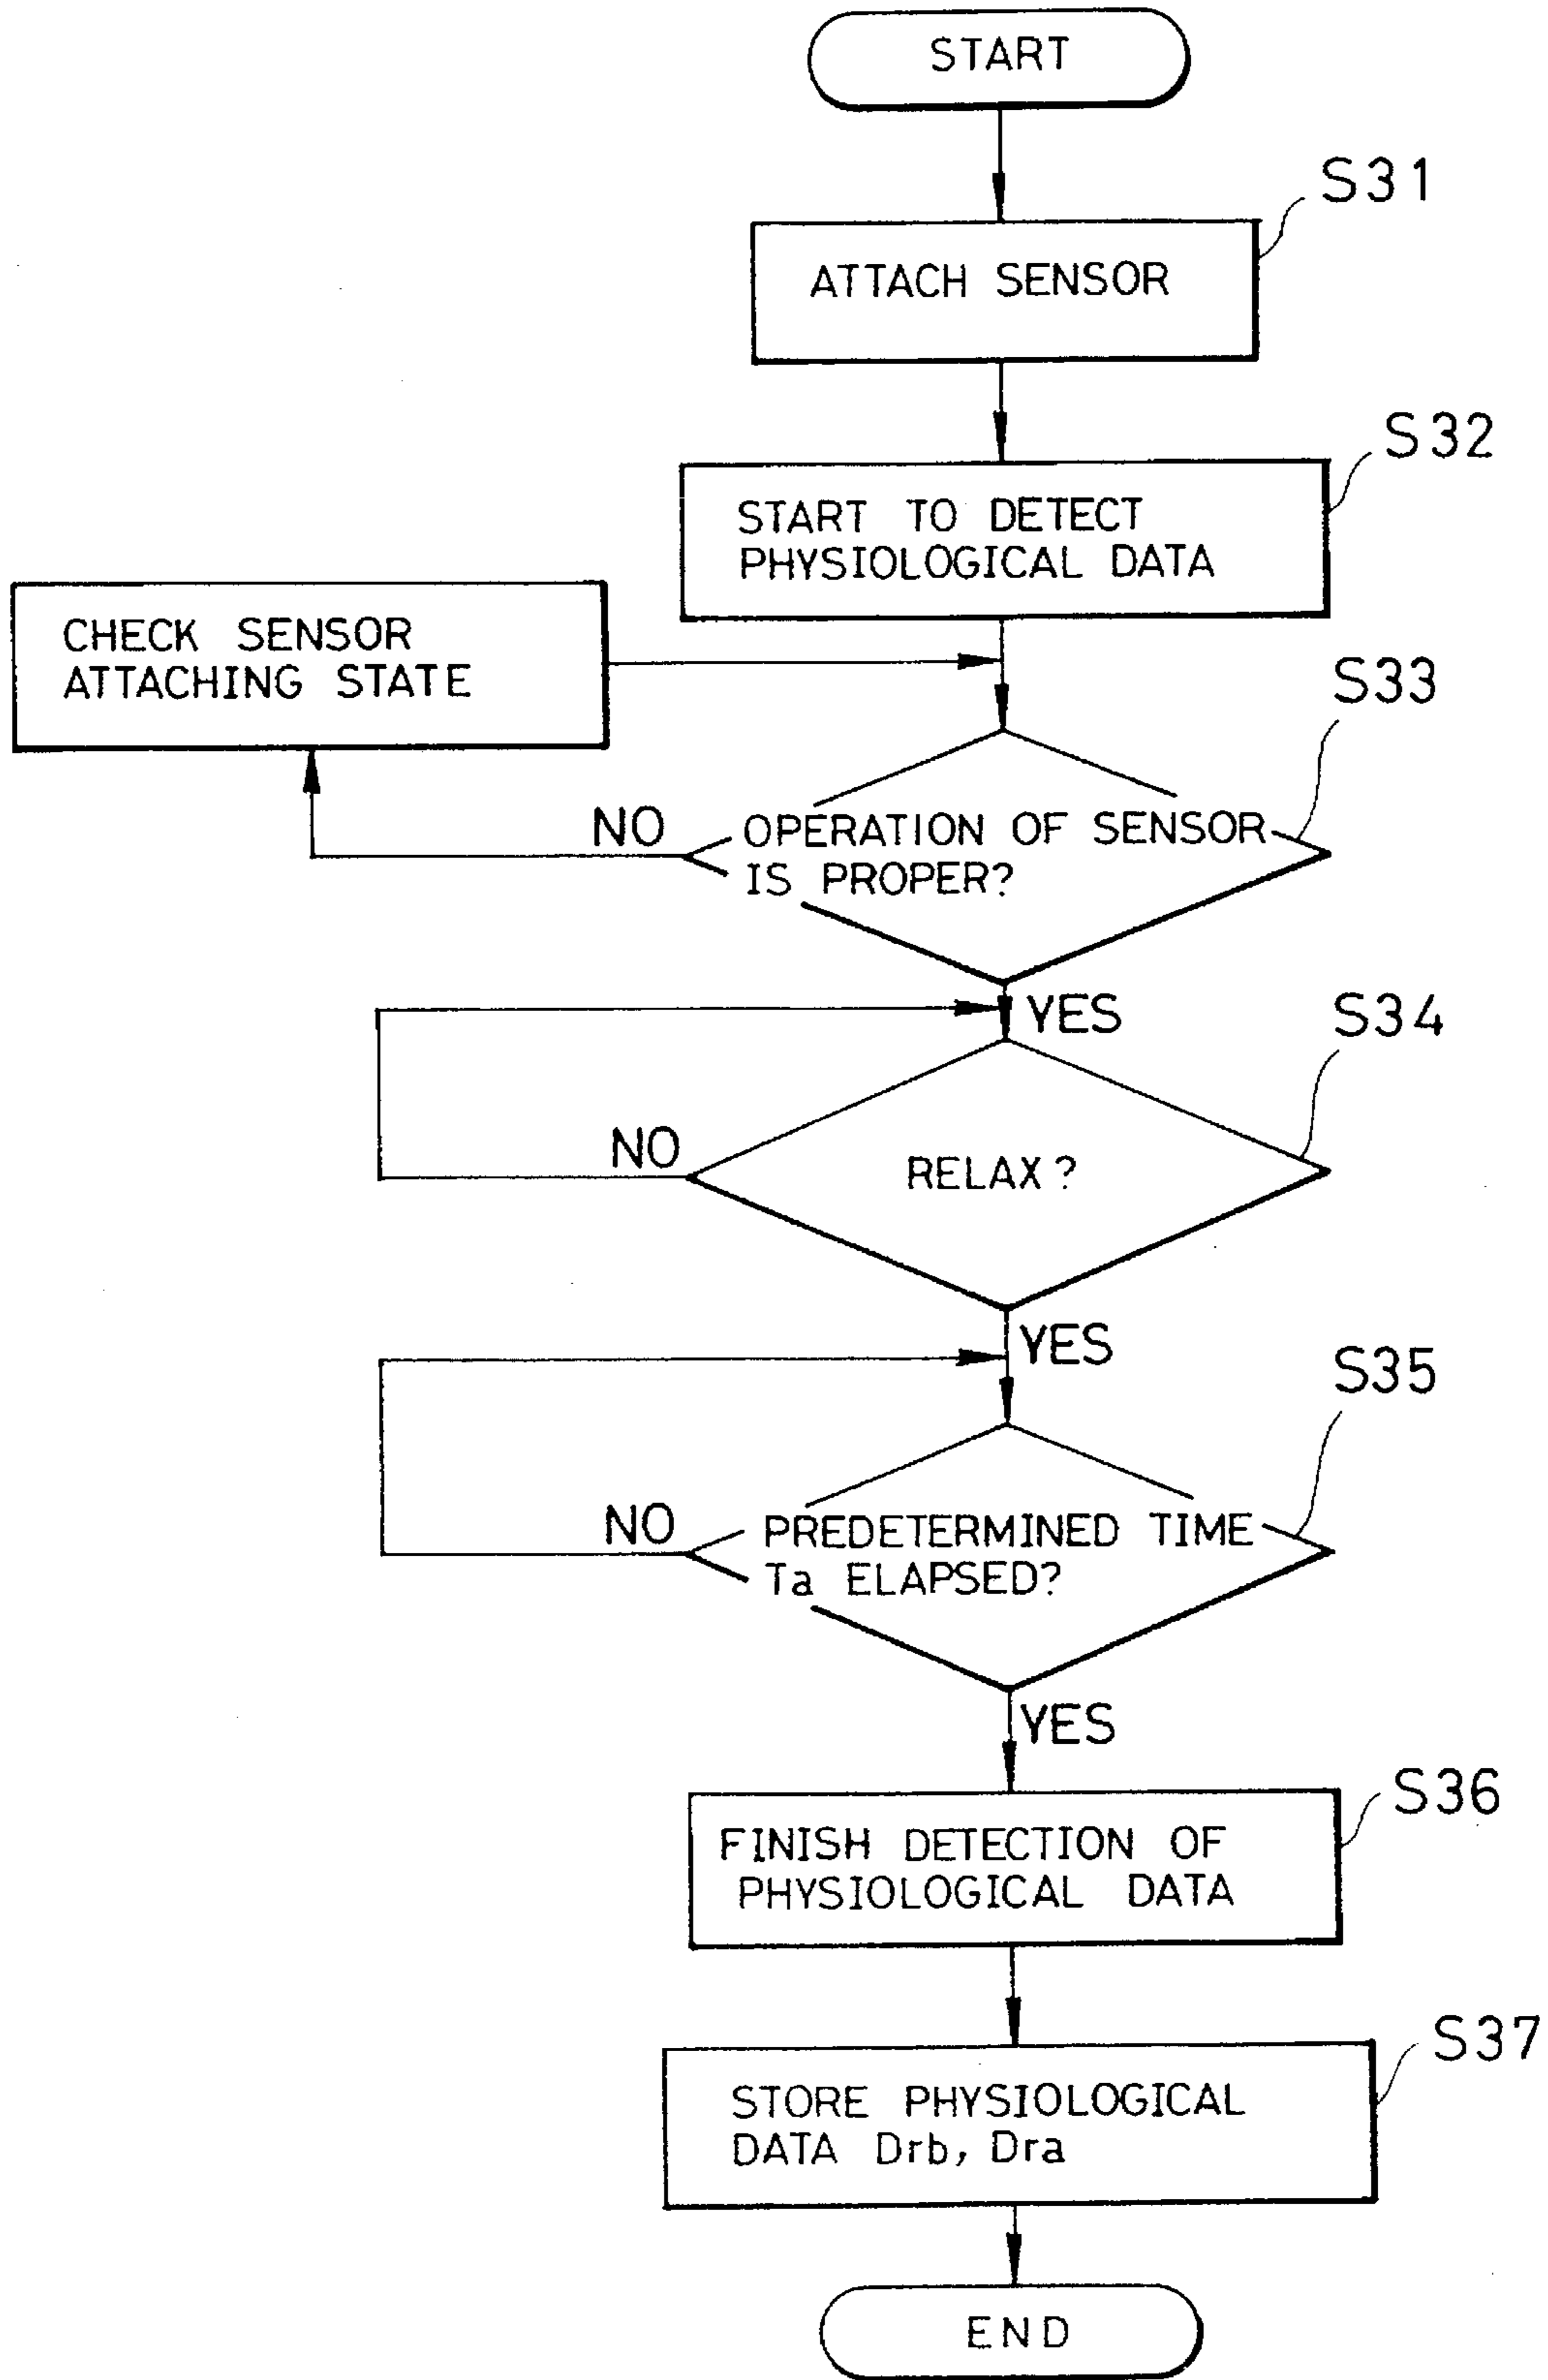 START
S31
ATTACH SENSOR
S32
START TO DETECT
PHYSIOLOGICAL DATA
CHECK SENSOR
ATTACHING STATE
S33
NO
OPERATION OF SENSOR
IS PROPER?
YES
S34
NO
RELAX?
YES
S35
NO
PREDETERMINED TIME
Ta ELAPSED?
YES
S36
FINISH DETECTION OF
PHYSIOLOGICAL DATA
S37
STORE PHYSIOLOGICAL
DATA Drb, Dra
END